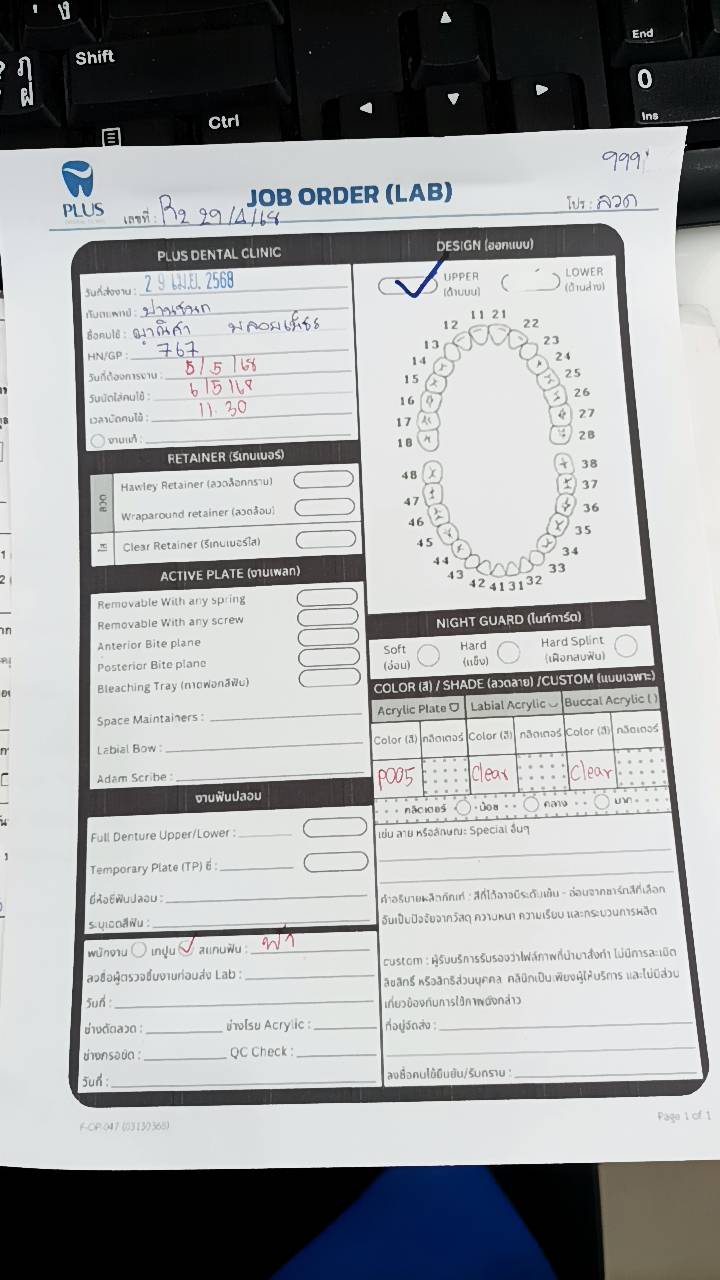 Shift
Ctrl
End
0
Ins
ฦ
ฝ
999
PLUS
JOB ORDER (LAB)
เลขที่ : R2 29/4/68
โปร : ลวด
PLUS DENTAL CLINIC
วันที่ส่งงาน : 29 เม.ย. 2568
ทันตแพทย์ : ปานชนก
ชื่อคนไข้ :
HN/GP : 767
วันที่ต้องการงาน : 5/5/68
วันนัดใส่คนไข้ : 6/5/68
เวลานัดคนไข้ : 11.30
งานแก้ :
RETAINER (รีเทนเนอร์)
ลวด
Hawley Retainer (ลวดล็อกกราม)
Wraparound retainer (ลวดล้อม)
ใส
Clear Retainer (รีเทนเนอร์ใส)
ACTIVE PLATE (งานเพลท)
Removable With any spring
Removable With any screw
Anterior Bite plane
Posterior Bite plane
Bleaching Tray (ถาดฟอกสีฟัน)
Space Maintainers :
Labial Bow :
Adam Scribe :
งานฟันปลอม
Full Denture Upper/Lower :
Temporary Plate (TP) ซี่ :
ยี่ห้อซี่ฟันปลอม :
ระบุเฉดสีฟัน :
พนักงาน เทปูน สแกนฟัน : ฟ้า
ลงชื่อผู้ตรวจชิ้นงานก่อนส่ง Lab :
วันที่ :
ช่างดัดลวด : ช่างโรย Acrylic :
ช่างกรอขัด : QC Check :
วันที่ :
DESIGN (ออกแบบ)
UPPER (ด้านบน)
LOWER (ด้านล่าง)
11 21
12 22
13 23
14 24
15 25
16 26
17 27
18 28
48 38
47 37
46 36
45 35
44 34
43 33
42 41 31 32
NIGHT GUARD (ไนท์การ์ด)
Soft (อ่อน)
Hard (แข็ง)
Hard Splint (เฝือกสบฟัน)
COLOR (สี) / SHADE (ลวดลาย) /CUSTOM (แบบเฉพาะ)
Acrylic Plate Labial Acrylic Buccal Acrylic ( )
Color (สี) กลิตเตอร์ Color (สี) กลิตเตอร์ Color (สี) กลิตเตอร์
P005 Clear Clear
กลิตเตอร์ น้อย กลาง มาก
เช่น ลาย หรือลักษณะ Special อื่นๆ
คำอธิบายผลิตภัณฑ์ : สีที่ได้อาจมีระดับเข้ม - อ่อนจากชาร์ทสีที่เลือก
อันเป็นปัจจัยจากวัสดุ ความหนา ความเรียบ และกระบวนการผลิต
custom : ผู้รับบริการรับรองว่าไฟล์ภาพที่นำมาสั่งทำ ไม่มีการละเมิด
ลิขสิทธิ์ หรือสิทธิส่วนบุคคล คลินิกเป็นเพียงผู้ให้บริการ และไม่มีส่วน
เกี่ยวข้องกับการใช้ภาพดังกล่าว
ที่อยู่จัดส่ง :
ลงชื่อคนไข้ยืนยัน/รับทราบ :
F-OP-047 (03130368)
Page 1 of 1